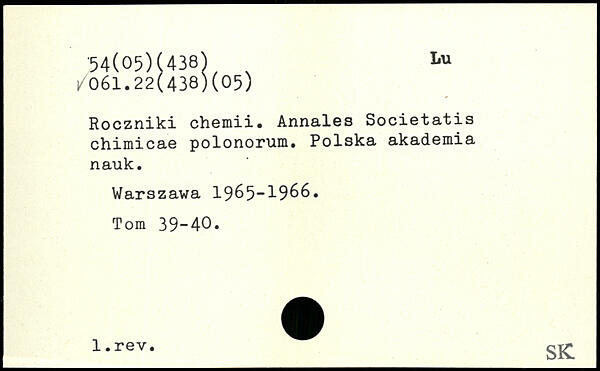 54(05)(438)
Lu
061.22(438)(05)
Roczniki chemii. Annales Societatis
chimicae polonorum. Polska akademia
nauk.
Warszawa 1965-1966.
Tom 39-40.
1.rev.
SK